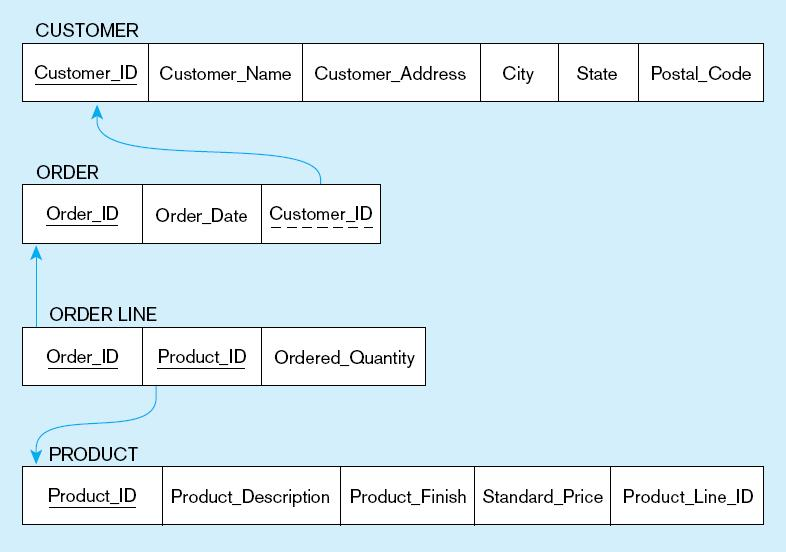 CUSTOMER
Customer_ID Customer_Name Customer_Address City State Postal_Code
ORDER
Order_ID Order_Date Customer_ID
ORDER LINE
Order_ID Product_ID Ordered_Quantity
PRODUCT
Product_ID Product_Description Product_Finish Standard_Price Product_Line_ID